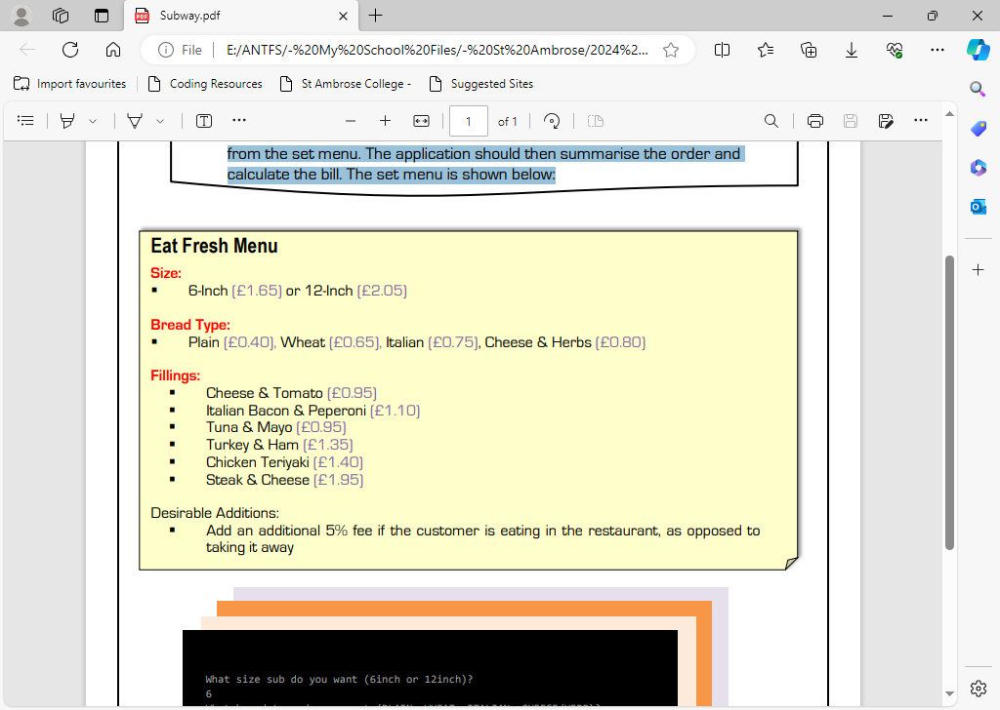 Subway.pdf
File
E:/ANTFS/-%20My%20School%20Files/-%20St%20Ambrose/2024%2...
Import favourites
Coding Resources
St Ambrose College -
Suggested Sites
1 of 1
from the set menu. The application should then summarise the order and
calculate the bill. The set menu is shown below:
Eat Fresh Menu
Size:
▪ 6-Inch (£1.65) or 12-Inch (£2.05)
Bread Type:
▪ Plain (£0.40), Wheat (£0.65), Italian (£0.75), Cheese & Herbs (£0.80)
Fillings:
▪ Cheese & Tomato (£0.95)
▪ Italian Bacon & Peperoni (£1.10)
▪ Tuna & Mayo (£0.95)
▪ Turkey & Ham (£1.35)
▪ Chicken Teriyaki (£1.40)
▪ Steak & Cheese (£1.95)
Desirable Additions:
▪ Add an additional 5% fee if the customer is eating in the restaurant, as opposed to
taking it away
What size sub do you want (6inch or 12inch)?
6